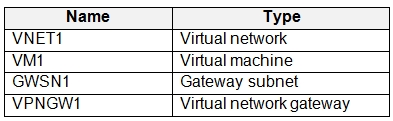 Name Type
VNET1 Virtual network
VM1 Virtual machine
GWSN1 Gateway subnet
VPNGW1 Virtual network gateway